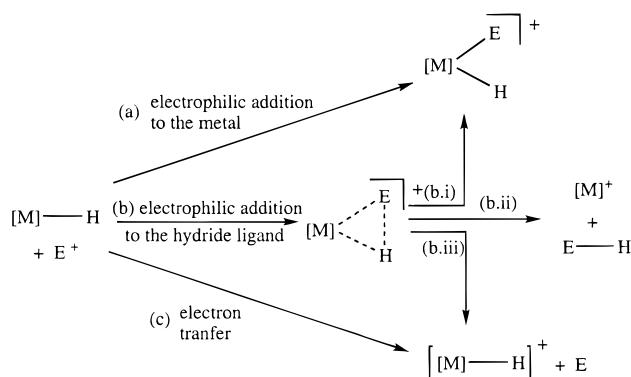 E
+
[M]
H
(a) electrophilic addition
to the metal
[M]—H
+ E+
(b) electrophilic addition
to the hydride ligand
[M]
E
H
+
(b.i)
(b.ii)
(b.iii)
[M]+
+
E—H
(c) electron
tranfer
[[M]—H]+ + E